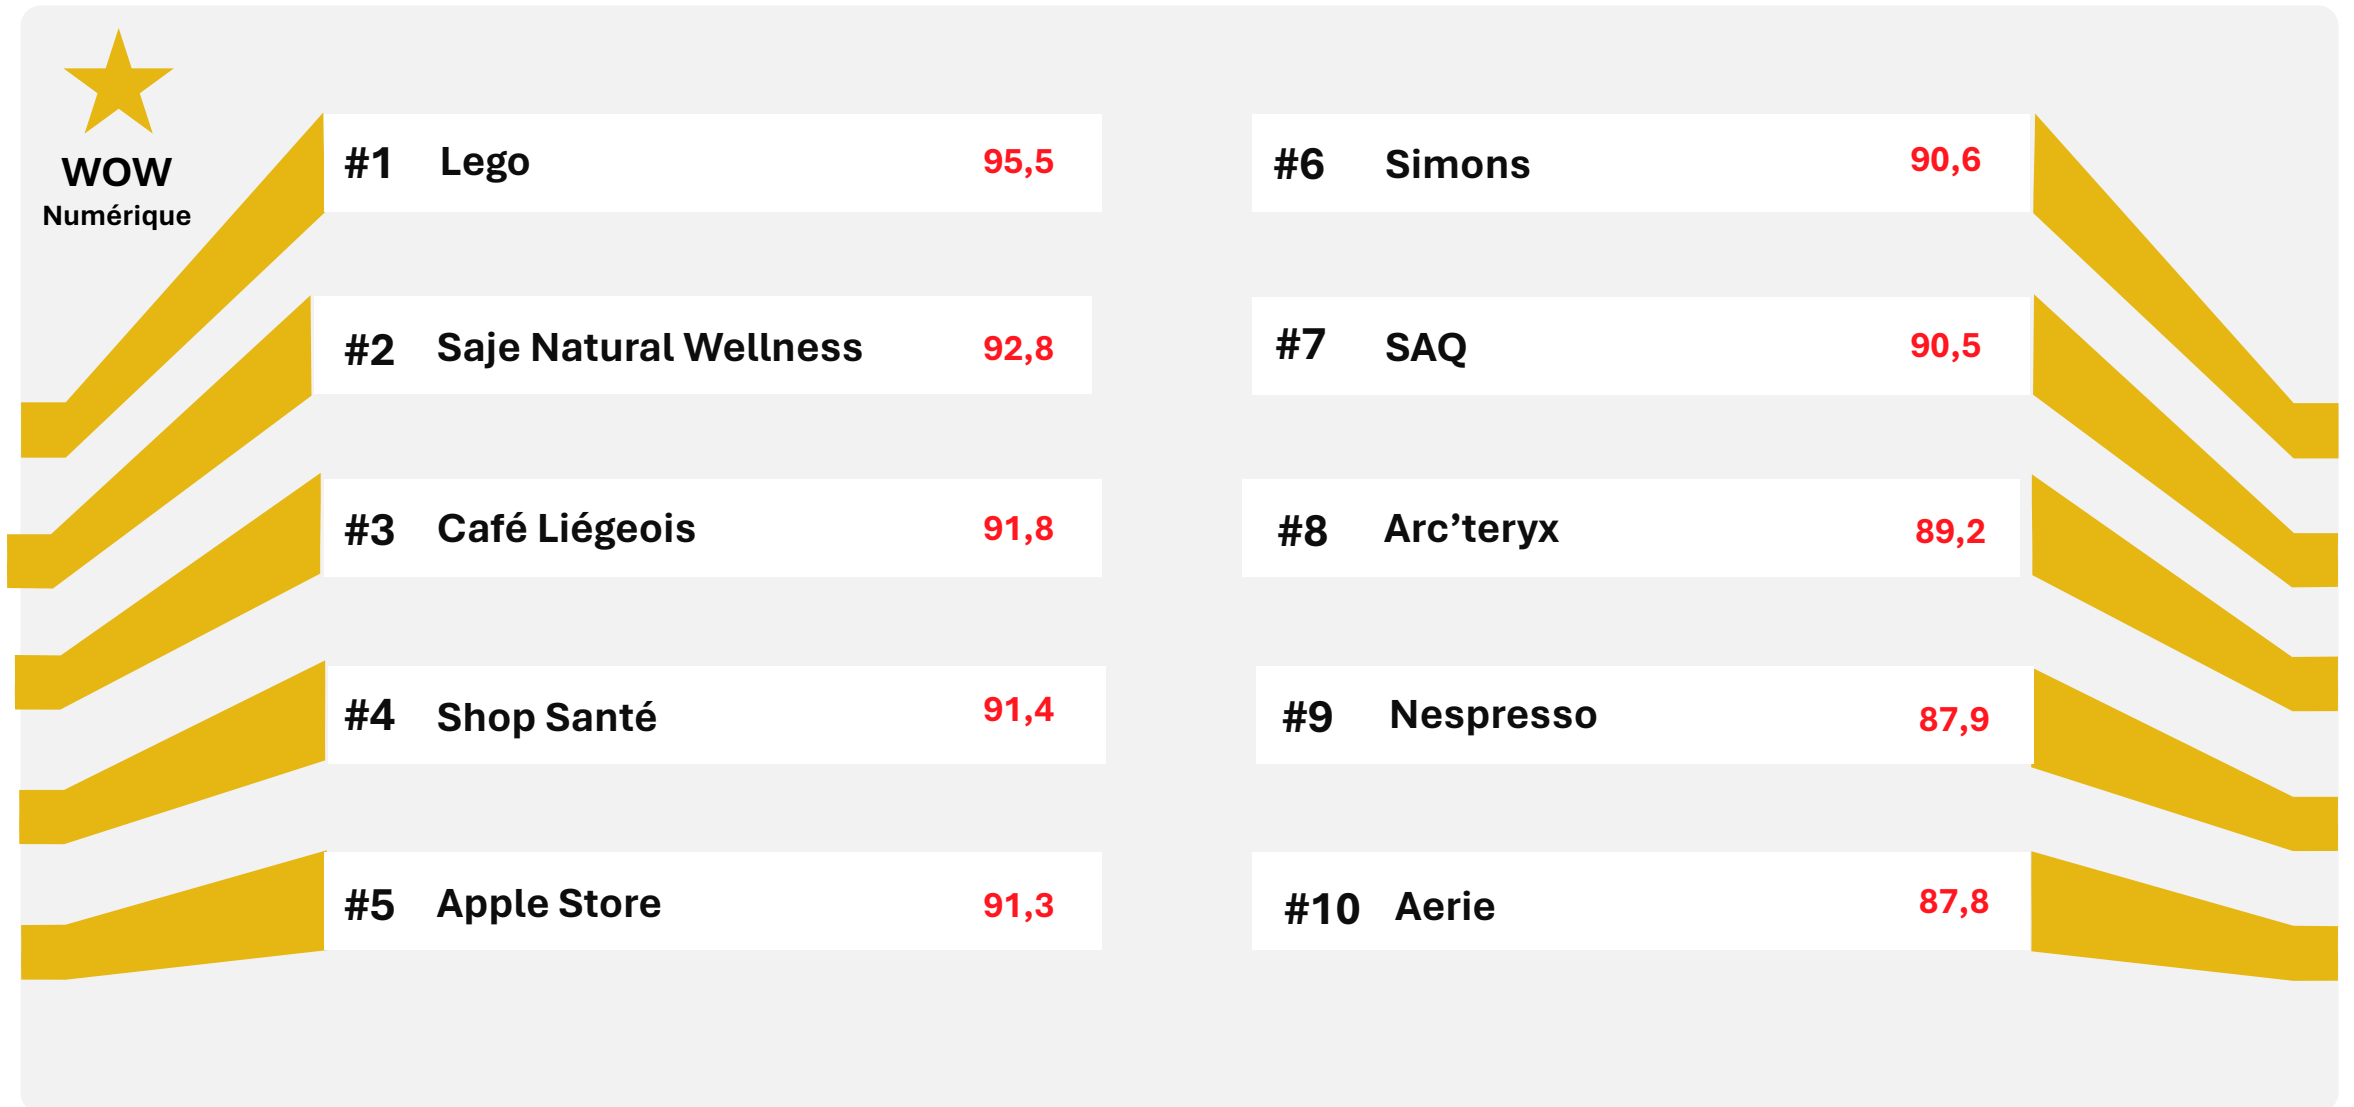 WOW
Numérique
#1 Lego 95,5
#2 Saje Natural Wellness 92,8
#3 Café Liégeois 91,8
#4 Shop Santé 91,4
#5 Apple Store 91,3
#6 Simons 90,6
#7 SAQ 90,5
#8 Arc’teryx 89,2
#9 Nespresso 87,9
#10 Aerie 87,8